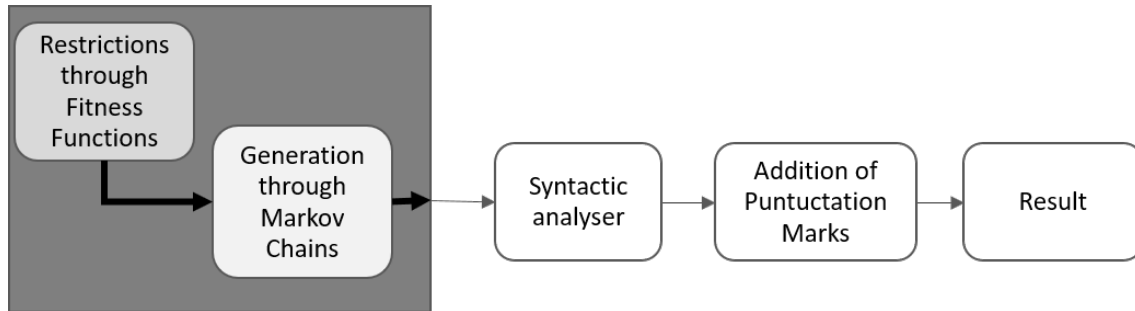 Restrictions
through
Fitness
Functions
Generation
through
Markov
Chains
Syntactic
analyser
Addition of
Puntuctation
Marks
Result